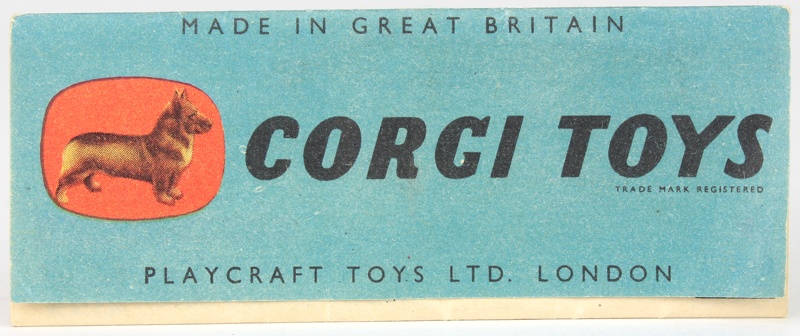 MADE IN GREAT BRITAIN
CORGI TOYS
TRADE MARK REGISTERED
PLAYCRAFT TOYS LTD. LONDON